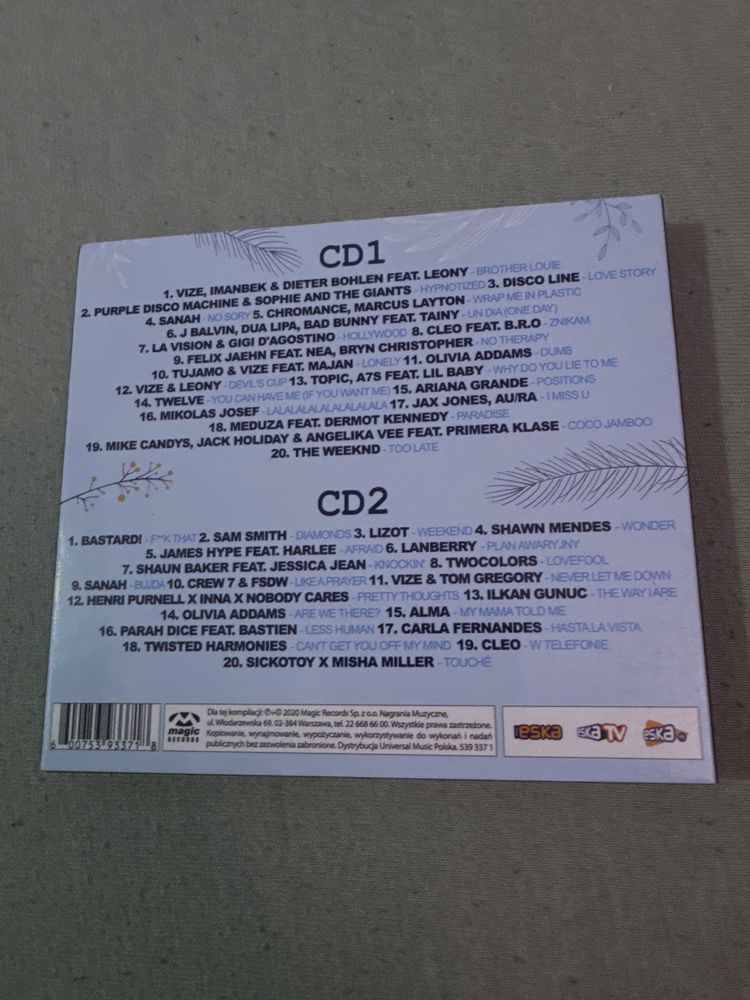 CD1
1. VIZE, IMANBEK & DIETER BOHLEN FEAT. LEONY - BROTHER LOUIE
2. PURPLE DISCO MACHINE & SOPHIE AND THE GIANTS - HYPNOTIZED 3. DISCO LINE - LOVE STORY
4. SANAH - NO SORY 5. CHROMANCE, MARCUS LAYTON - WRAP ME IN PLASTIC
6. J BALVIN, DUA LIPA, BAD BUNNY FEAT. TAINY - UN DIA (ONE DAY)
7. LA VISION & GIGI D'AGOSTINO - HOLLYWOOD 8. CLEO FEAT. B.R.O - ZNIKAM
9. FELIX JAEHN FEAT. NEA, BRYN CHRISTOPHER - NO THERAPY
10. TUJAMO & VIZE FEAT. MAJAN - LONELY 11. OLIVIA ADDAMS - DUMB
12. VIZE & LEONY - DEVIL'S CUP 13. TOPIC, A7S FEAT. LIL BABY - WHY DO YOU LIE TO ME
14. TWELVE - YOU CAN HAVE ME (IF YOU WANT ME) 15. ARIANA GRANDE - POSITIONS
16. MIKOLAS JOSEF - LALALALALALALALALALA 17. JAX JONES, AU/RA - I MISS U
18. MEDUZA FEAT. DERMOT KENNEDY - PARADISE
19. MIKE CANDYS, JACK HOLIDAY & ANGELIKA VEE FEAT. PRIMERA KLASE - COCO JAMBOO
20. THE WEEKND - TOO LATE
CD2
1. BASTARD! - F**K THAT 2. SAM SMITH - DIAMONDS 3. LIZOT - WEEKEND 4. SHAWN MENDES - WONDER
5. JAMES HYPE FEAT. HARLEE - AFRAID 6. LANBERRY - PLAN AWARYJNY
7. SHAUN BAKER FEAT. JESSICA JEAN - KNOCKIN' 8. TWOCOLORS - LOVEFOOL
9. SANAH - BUJDA 10. CREW 7 & FSDW - LIKE A PRAYER 11. VIZE & TOM GREGORY - NEVER LET ME DOWN
12. HENRI PURNELL X INNA X NOBODY CARES - PRETTY THOUGHTS 13. ILKAN GUNUC - THE WAY I ARE
14. OLIVIA ADDAMS - ARE WE THERE? 15. ALMA - MY MAMA TOLD ME
16. PARAH DICE FEAT. BASTIEN - LESS HUMAN 17. CARLA FERNANDES - HASTA LA VISTA
18. TWISTED HARMONIES - CAN'T GET YOU OFF MY MIND 19. CLEO - W TELEFONIE
20. SICKOTOY X MISHA MILLER - TOUCHÉ
6 00753 93371 8
magic
RECORDS
Dla tej kompilacji: ℗+© 2020 Magic Records Sp. z o.o. Nagrania Muzyczne,
ul. Włodarzewska 69, 02-384 Warszawa, tel. 22 668 66 00. Wszystkie prawa zastrzeżone.
Kopiowanie, wynajmowanie, wypożyczanie, wykorzystywanie do wykonań i nadań
publicznych bez zezwolenia zabronione. Dystrybucja Universal Music Polska. 539 337 1
ESKA
ESKA TV
ESKA